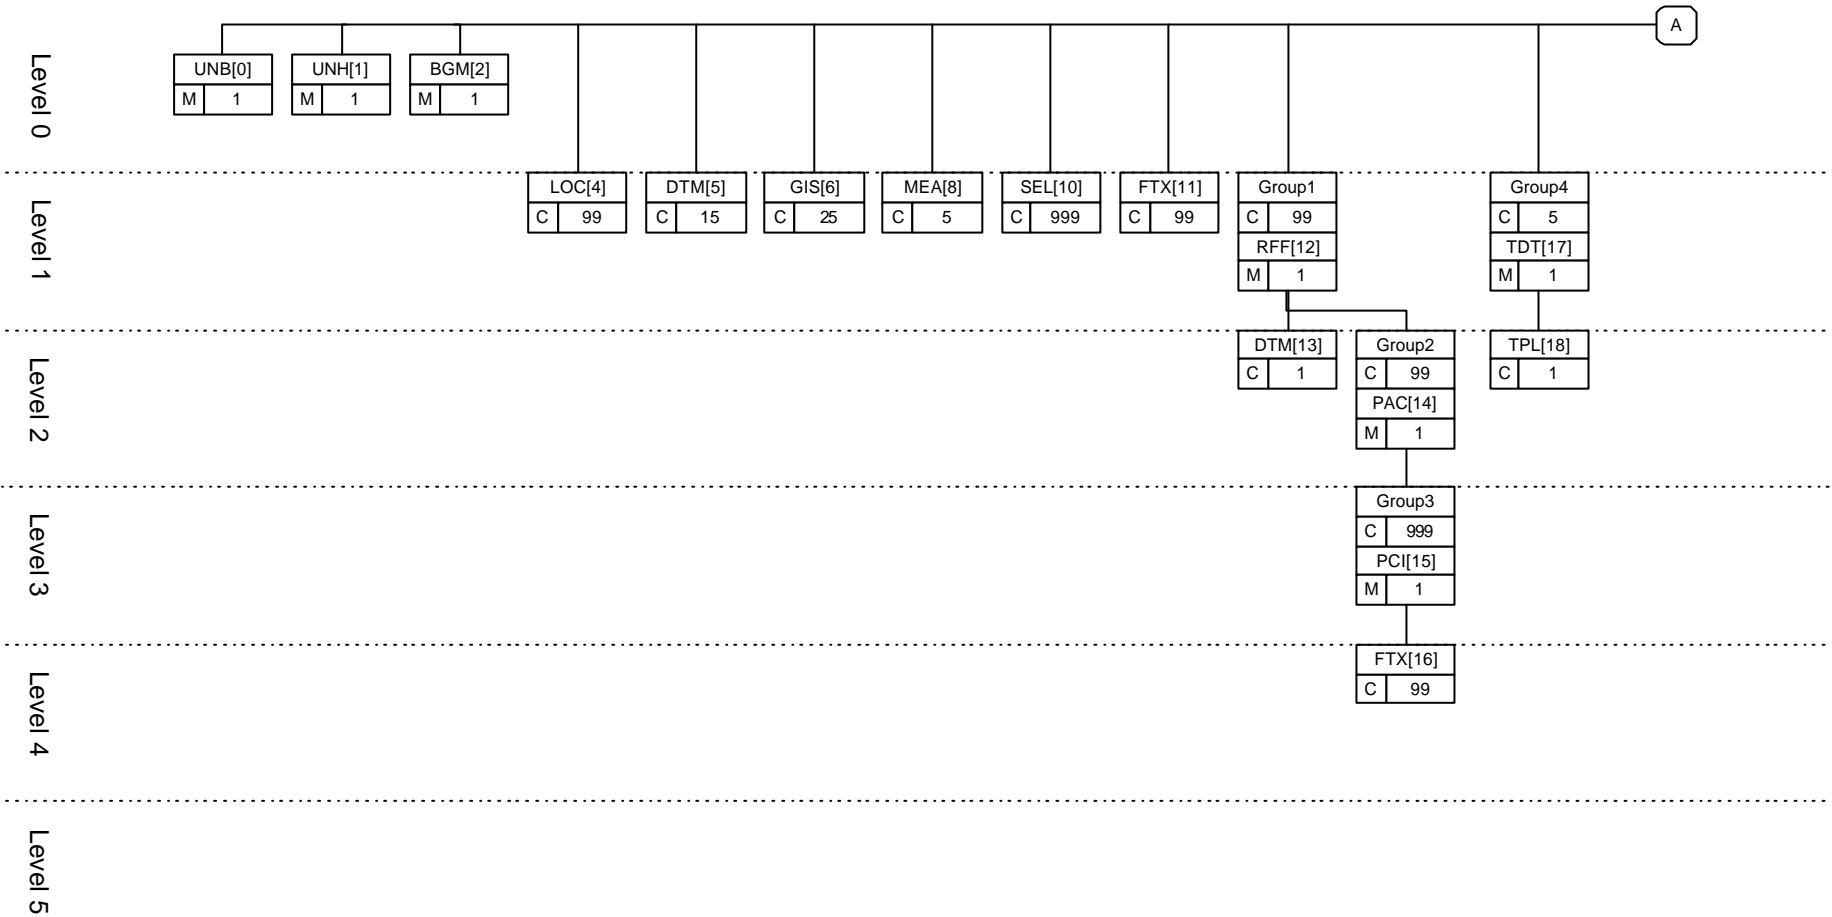 A
Level 0
UNB[0] UNH[1] BGM[2]
M 1 M 1 M 1
Level 1
LOC[4] DTM[5] GIS[6] MEA[8] SEL[10] FTX[11] Group1 Group4
C 99 C 15 C 25 C 5 C 999 C 99 C 99 C 5
RFF[12] TDT[17]
M 1 M 1
Level 2
DTM[13] Group2 TPL[18]
C 1 C 99 C 1
PAC[14]
M 1
Level 3
Group3
C 999
PCI[15]
M 1
Level 4
FTX[16]
C 99
Level 5